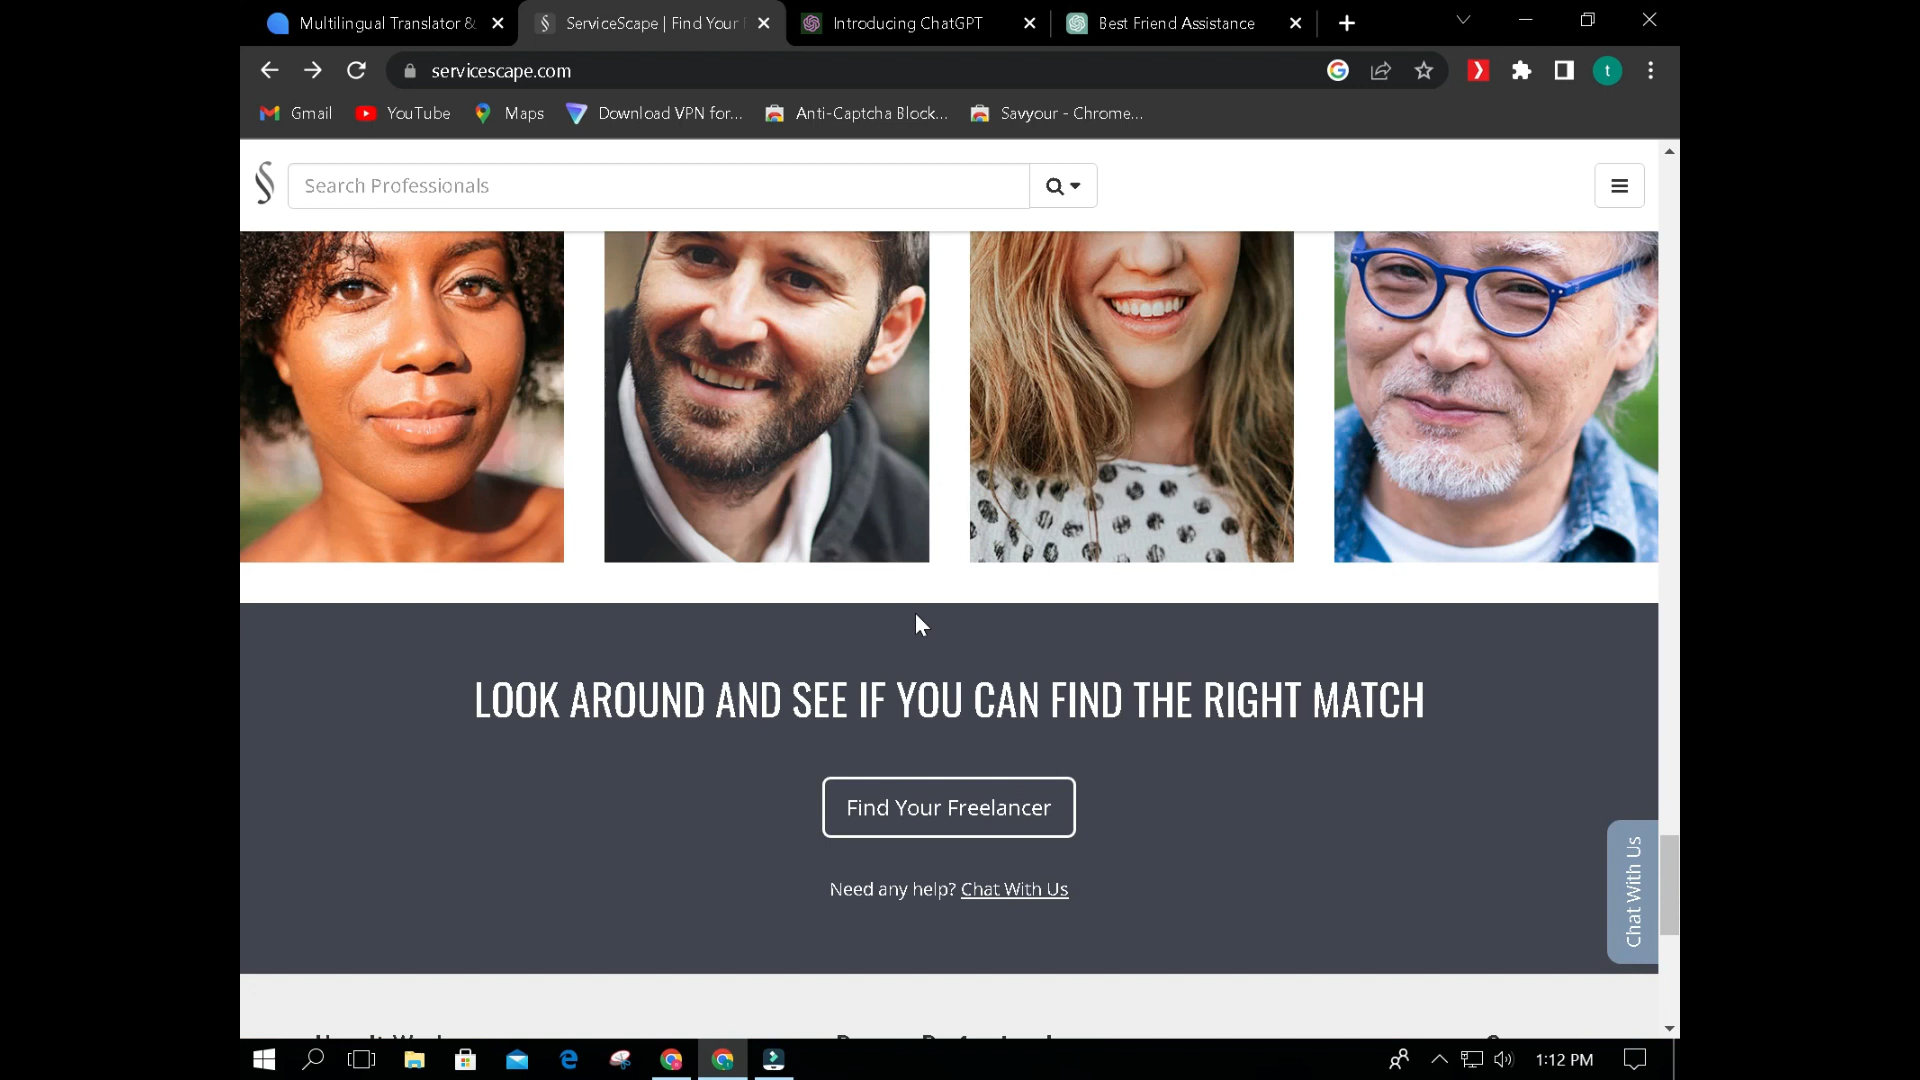 Multilingual Translator &
ServiceScape | Find Your
Introducing ChatGPT
Best Friend Assistance
servicescape.com
t
Gmail
YouTube
Maps
Download VPN for...
Anti-Captcha Block...
Savyour - Chrome...
Search Professionals
LOOK AROUND AND SEE IF YOU CAN FIND THE RIGHT MATCH
Find Your Freelancer
Need any help? Chat With Us
Chat With Us
1:12 PM